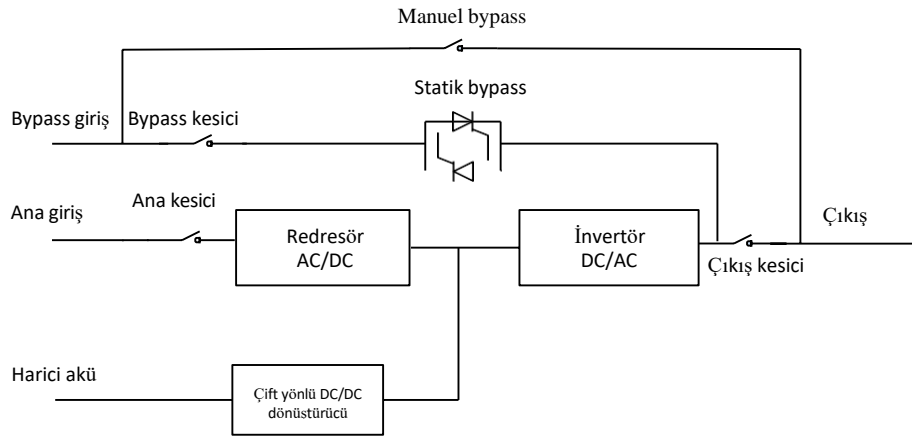 Manuel bypass
Statik bypass
Bypass giriş
Bypass kesici
Ana giriş
Ana kesici
Redresör
AC/DC
İnvertör
DC/AC
Çıkış
Çıkış kesici
Harici akü
Çift yönlü DC/DC
dönüstürücü